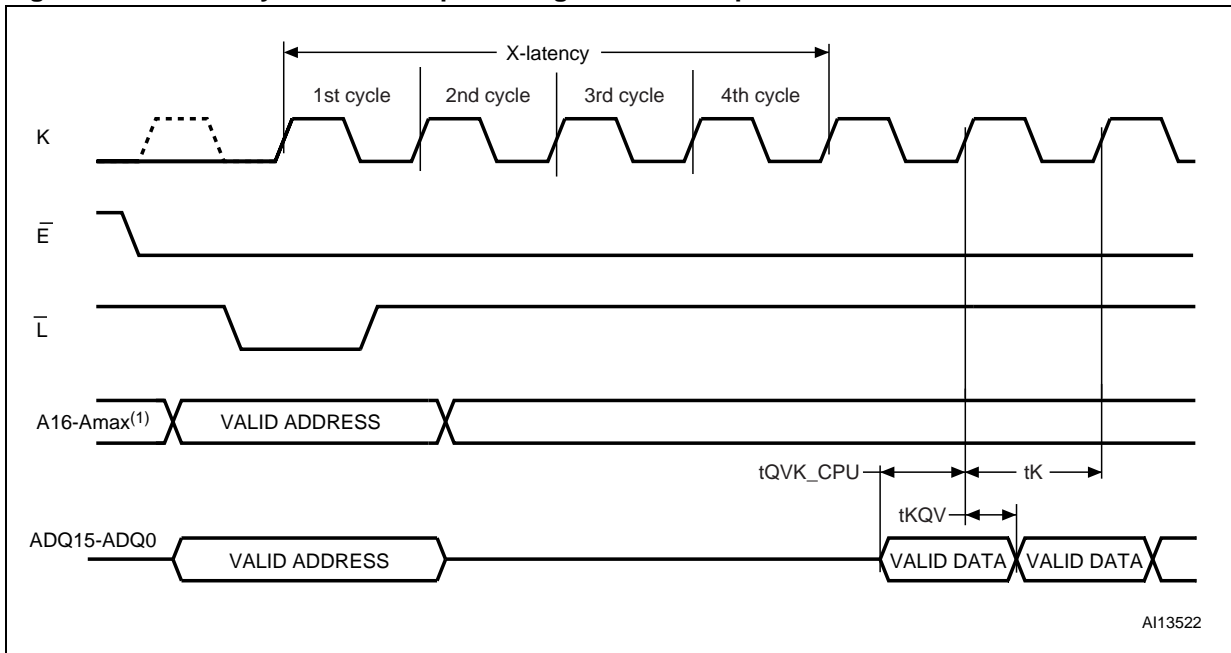 X-latency
1st cycle
2nd cycle
3rd cycle
4th cycle
K
E
L
A16-Amax(1)
VALID ADDRESS
tQVK_CPU
tK
tKQV
ADQ15-ADQ0
VALID ADDRESS
VALID DATA
VALID DATA
AI13522